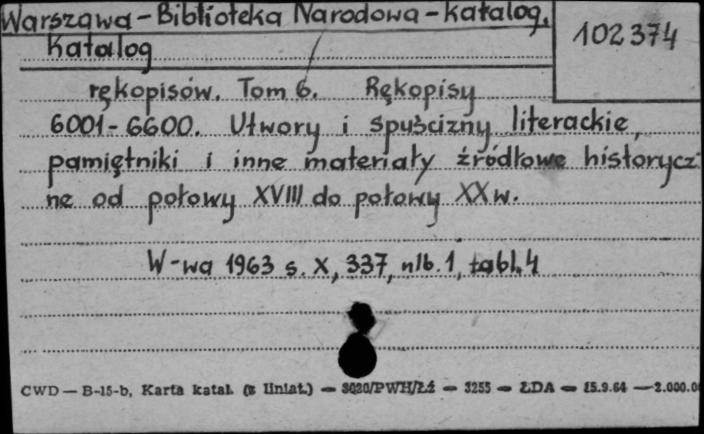 Warszawa - Biblioteka Narodowa - katalog.
102374
Katalog
rękopisów. Tom 6. Rękopisy
6001 - 6600. Utwory i spuścizny literackie,
pamiętniki i inne materiały źródłowe historycz
ne od połowy XVIII do połowy XX w.
W-wa 1963 s. X, 337, nlb. 1, tabl. 4
CWD — B-15-b, Karta katal. (z liniat.) — 3020/PWH/Łź — 3255 — ŁDA — 15.9.64 — 2.000.0